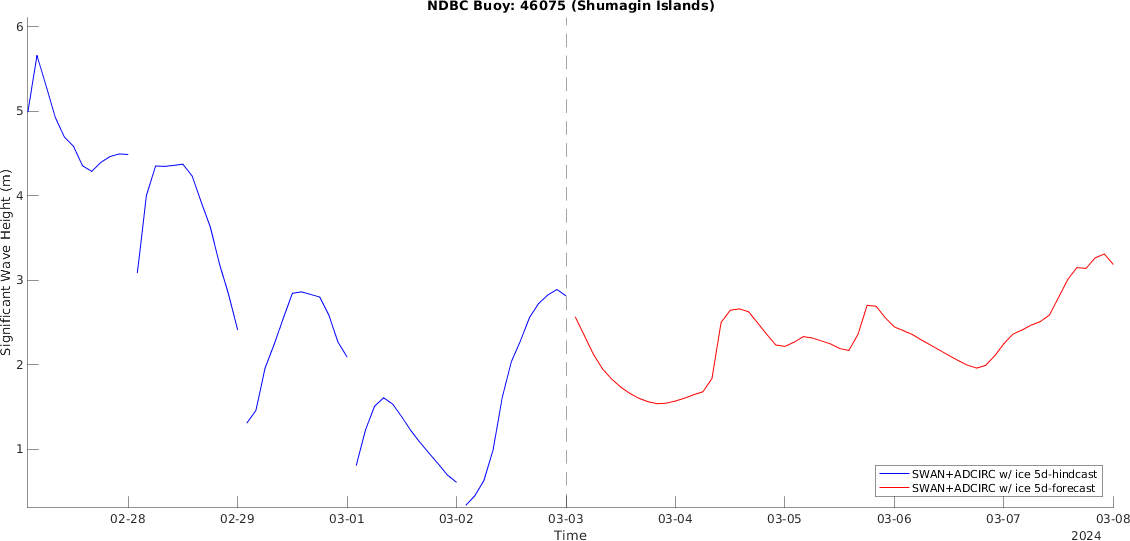 NDBC Buoy: 46075 (Shumagin Islands)
6
5
4
3
2
1
Significant Wave Height (m)
SWAN+ADCIRC w/ ice 5d-hindcast
SWAN+ADCIRC w/ ice 5d-forecast
02-28 02-29 03-01 03-02 03-03 03-04 03-05 03-06 03-07 03-08
Time
2024